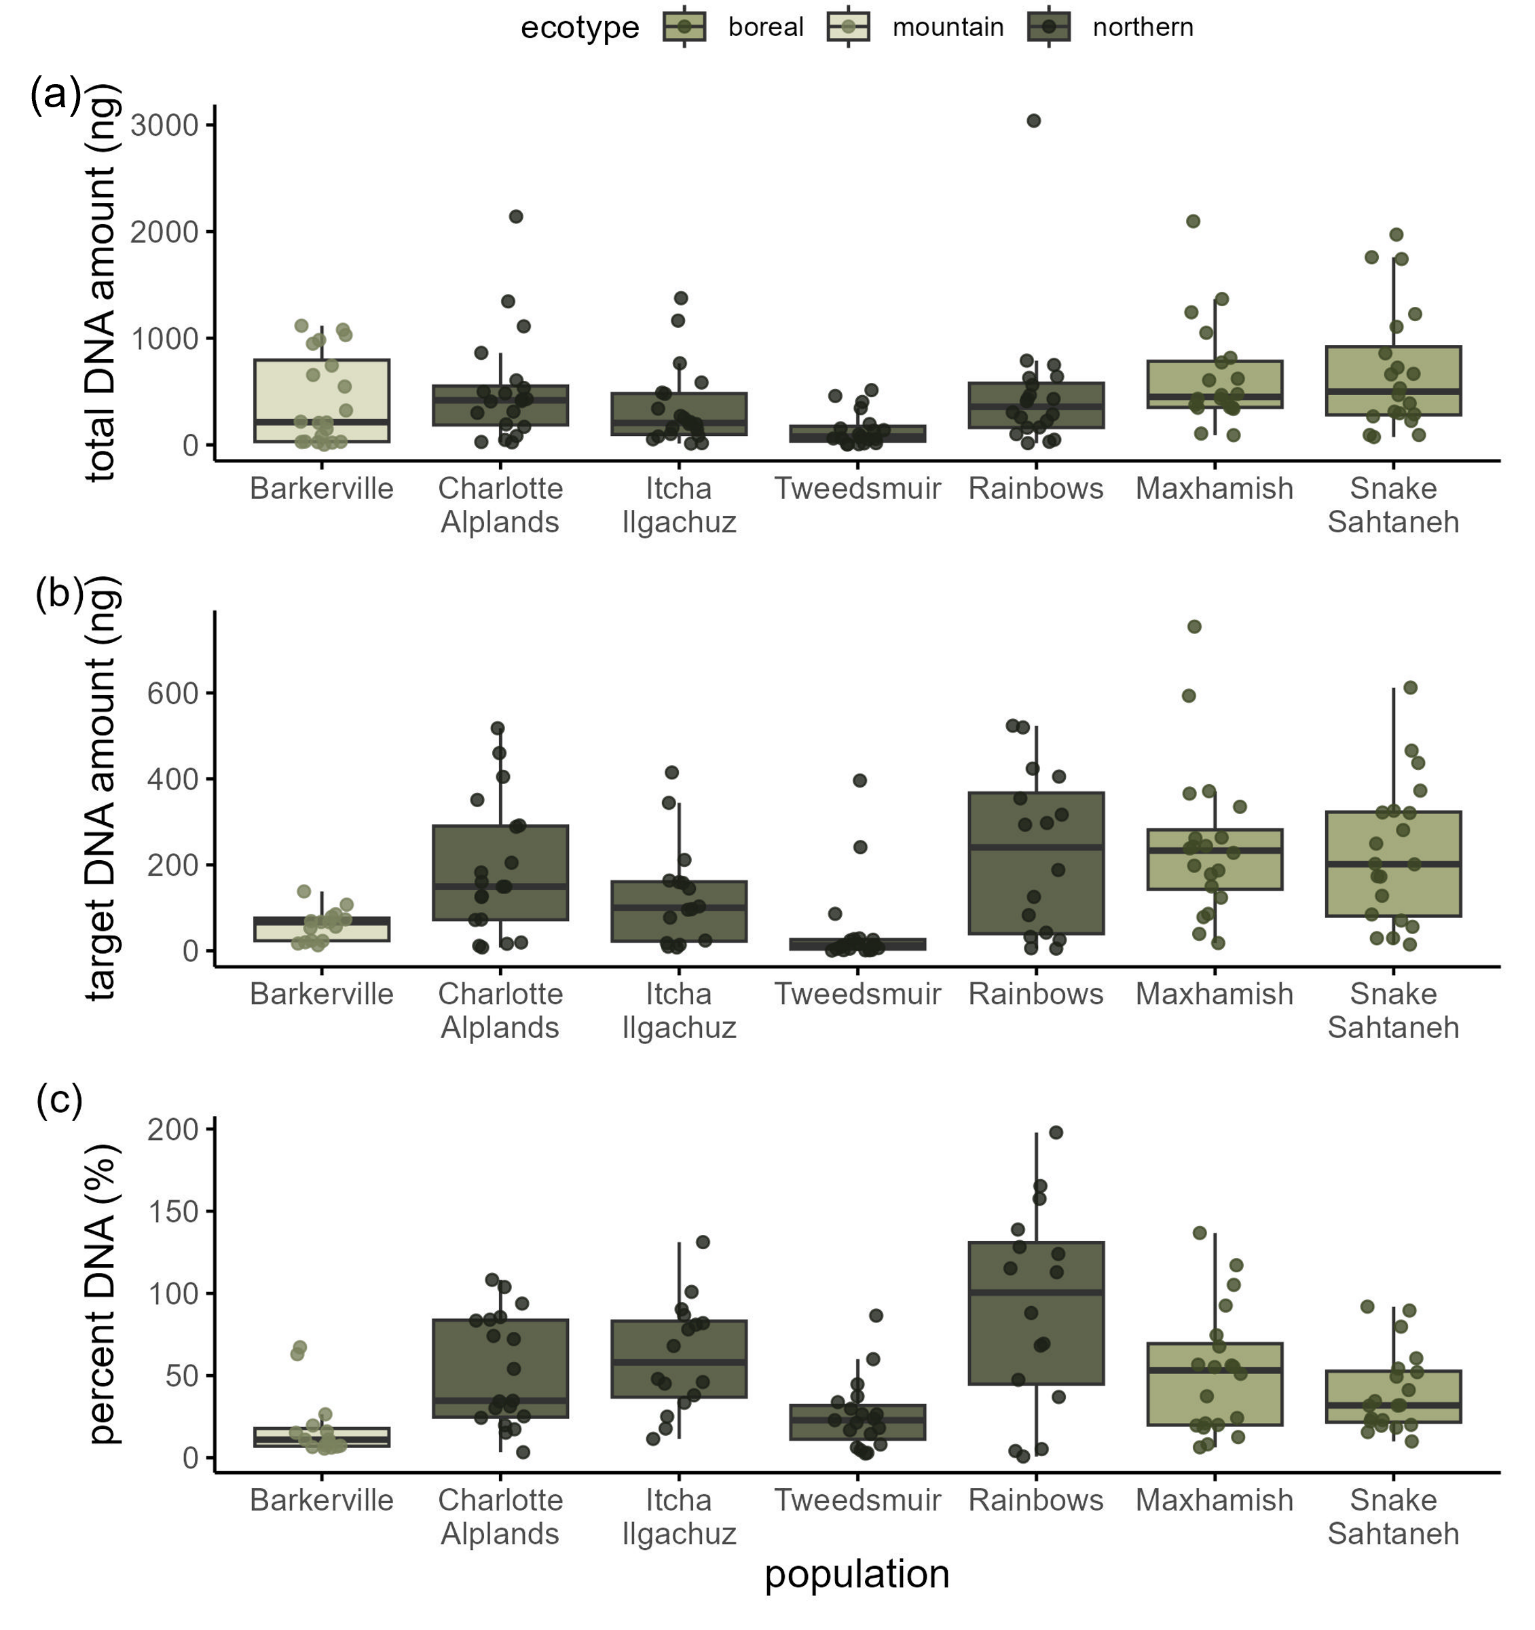 ecotype boreal mountain northern
(a)
total DNA amount (ng)
3000
2000
1000
0
Barkerville Charlotte Alplands Itcha Ilgachuz Tweedsmuir Rainbows Maxhamish Snake Sahtaneh
(b)
target DNA amount (ng)
600
400
200
0
Barkerville Charlotte Alplands Itcha Ilgachuz Tweedsmuir Rainbows Maxhamish Snake Sahtaneh
(c)
percent DNA (%)
200
150
100
50
0
Barkerville Charlotte Alplands Itcha Ilgachuz Tweedsmuir Rainbows Maxhamish Snake Sahtaneh
population